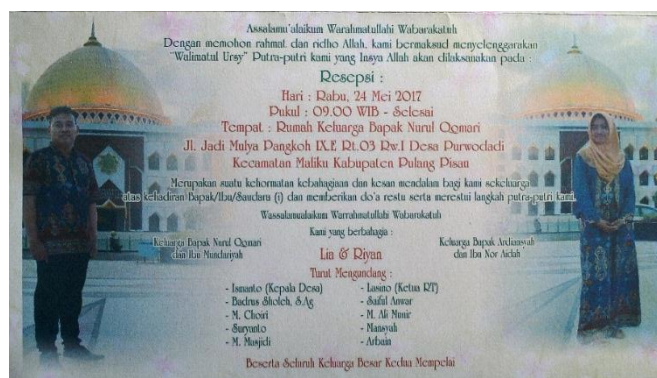 Assalamu'alaikum Warahmatullahi Wabarakatuh
Dengan memohon rahmat dan ridho Allah, kami bermaksud menyelenggarakan
"Walimatul Ursy" Putra-putri kami yang Insya Allah akan dilaksanakan pada :
Resepsi :
Hari : Rabu, 24 Mei 2017
Pukul : 09.00 WIB - Selesai
Tempat : Rumah Keluarga Bapak Nurul Qomari
Jl. Jadi Mulya Pangkoh IX.E Rt.03 Rw.I Desa Purwodadi
Kecamatan Maliku Kabupaten Pulang Pisau
Merupakan suatu kehormatan kebahagiaan dan kesan mendalam bagi kami sekeluarga
atas kehadiran Bapak/Ibu/Saudara (i) dan memberikan do'a restu serta merestui langkah putra-putri kami
Wassalamualaikum Warrahmatullahi Wabarokatuh
Kami yang berbahagia :
Keluarga Bapak Nurul Qomari
dan Ibu Mundariyah
Lia & Riyan
Keluarga Bapak Ardiansyah
dan Ibu Nor Aidah
Turut Mengundang :
- Ismanto (Kepala Desa)
- Badrus Sholeh, S.Ag
- M. Choiri
- Suryanto
- M. Masjidi
- Lasino (Ketua RT)
- Saiful Anwar
- M. Ali Munir
- Mansyah
- Arbain
Beserta Seluruh Keluarga Besar Kedua Mempelai